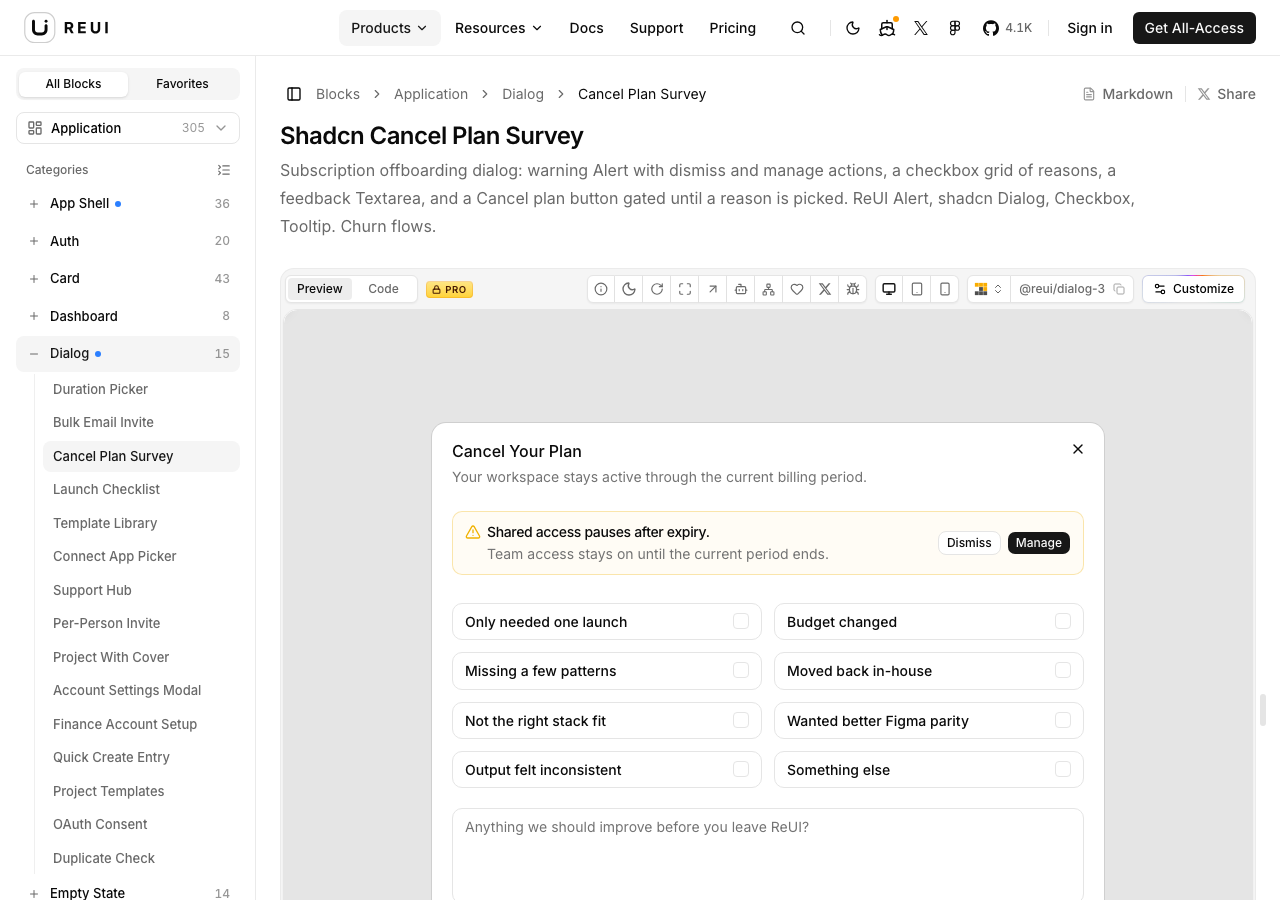 REUI
Products
Resources
Docs
Support
Pricing
4.1K
Sign in
Get All-Access
All Blocks
Favorites
Application 305
Categories
App Shell 36
Auth 20
Card 43
Dashboard 8
Dialog 15
Duration Picker
Bulk Email Invite
Cancel Plan Survey
Launch Checklist
Template Library
Connect App Picker
Support Hub
Per-Person Invite
Project With Cover
Account Settings Modal
Finance Account Setup
Quick Create Entry
Project Templates
OAuth Consent
Duplicate Check
Empty State 14
Blocks > Application > Dialog > Cancel Plan Survey
Markdown
Share
Shadcn Cancel Plan Survey
Subscription offboarding dialog: warning Alert with dismiss and manage actions, a checkbox grid of reasons, a
feedback Textarea, and a Cancel plan button gated until a reason is picked. ReUI Alert, shadcn Dialog, Checkbox,
Tooltip. Churn flows.
Preview
Code
PRO
@reui/dialog-3
Customize
Cancel Your Plan
Your workspace stays active through the current billing period.
Shared access pauses after expiry.
Team access stays on until the current period ends.
Dismiss
Manage
Only needed one launch
Budget changed
Missing a few patterns
Moved back in-house
Not the right stack fit
Wanted better Figma parity
Output felt inconsistent
Something else
Anything we should improve before you leave ReUI?